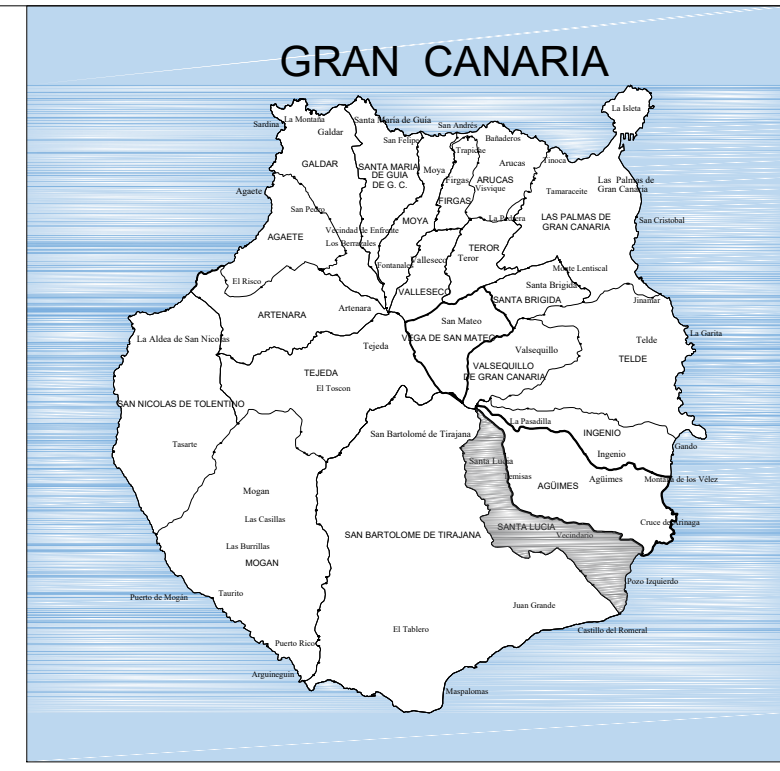 GRAN CANARIA
La Isleta
La Montaña
Santa María de Guía
Sardina
Galdar
San Andrés
San Felipe
Bañaderos
Trapiche
GALDAR
SANTA MARIA
DE GUIA
DE G. C.
Moya
Arucas
Tinoca
Firgas
ARUCAS
Visvique
FIRGAS
Las Palmas de
Gran Canaria
Tamaraceite
Agaete
San Pedro
MOYA
La Pedrera
LAS PALMAS DE
GRAN CANARIA
San Cristobal
Vecindad de Enfrente
AGAETE
Los Berrazales
TEROR
Teror
Valleseco
Fontanales
Monte Lentiscal
El Risco
Santa Brigida
VALLESECO
SANTA BRIGIDA
Jinamar
Artenara
ARTENARA
San Mateo
La Aldea de San Nicolas
VEGA DE SAN MATEO
Telde
La Garita
Tejeda
Valsequillo
TELDE
TEJEDA
VALSEQUILLO
DE GRAN CANARIA
El Toscon
SAN NICOLAS DE TOLENTINO
La Pasadilla
San Bartolomé de Tirajana
INGENIO
Tasarte
Gando
Ingenio
Santa Lucia
Temisas
Agüimes
Montaña de los Vélez
AGÜIMES
Mogan
Las Casillas
Cruce de Arinaga
SANTA LUCIA
SAN BARTOLOME DE TIRAJANA
Vecindario
Las Burrillas
MOGAN
Pozo Izquierdo
Taurito
Puerto de Mogán
Juan Grande
El Tablero
Castillo del Romeral
Puerto Rico
Arguineguin
Maspalomas